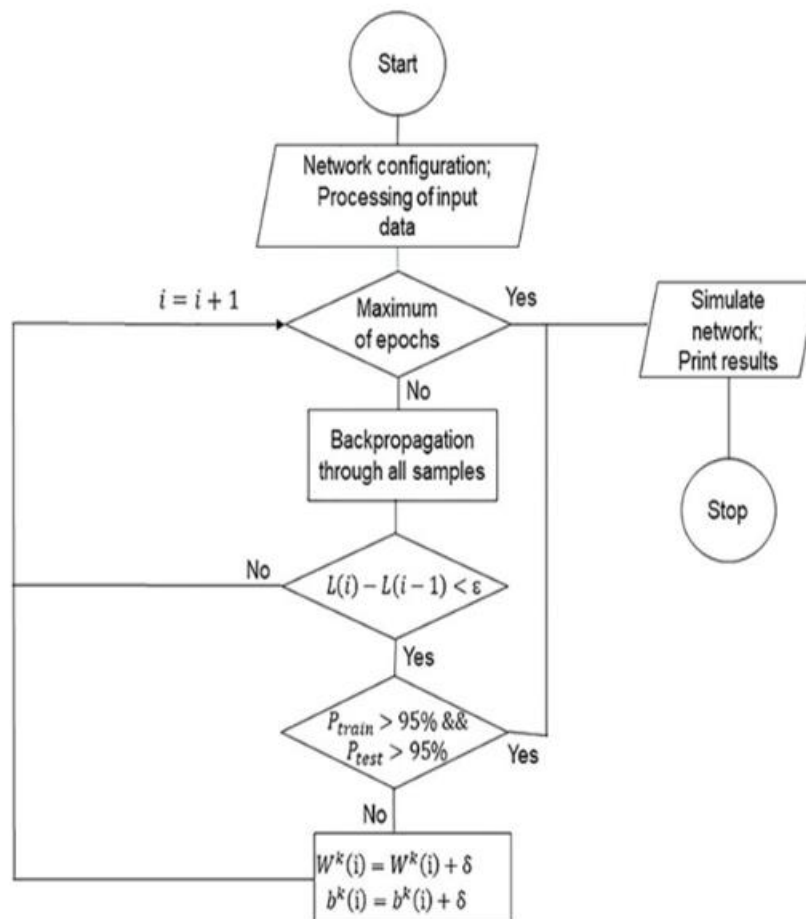 Start
Network configuration;
Processing of input
data
i = i + 1
Maximum
of epochs
Yes
Simulate
network;
Print results
No
Backpropagation
through all samples
Stop
No
L(i) − L(i − 1) < ε
Yes
P_train > 95% &&
P_test > 95%
Yes
No
W^k(i) = W^k(i) + δ
b^k(i) = b^k(i) + δ